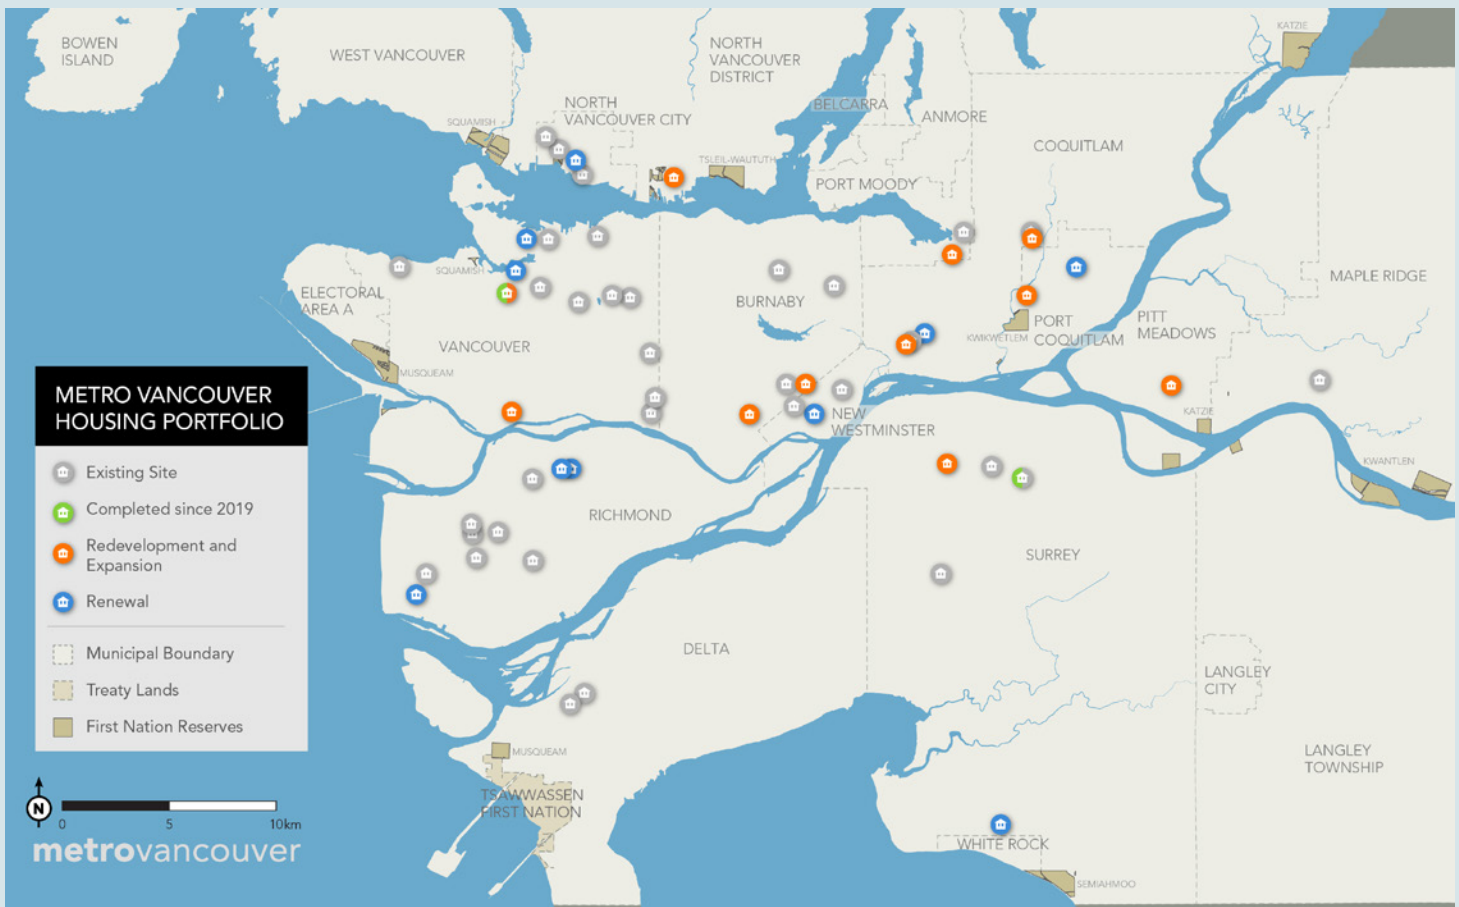 BOWEN
ISLAND
WEST VANCOUVER
NORTH
VANCOUVER
DISTRICT
KATZIE
NORTH
VANCOUVER CITY
BELCARRA
ANMORE
SQUAMISH
COQUITLAM
TSLEIL-WAUTUTH
PORT MOODY
SQUAMISH
MAPLE RIDGE
ELECTORAL
AREA A
BURNABY
PITT
MEADOWS
PORT
COQUITLAM
KWIKWETLEM
VANCOUVER
MUSQUEAM
KATZIE
NEW
WESTMINSTER
KWANTLEN
RICHMOND
SURREY
DELTA
LANGLEY
CITY
MUSQUEAM
LANGLEY
TOWNSHIP
TSAWWASSEN
FIRST NATION
WHITE ROCK
SEMIAHMOO
METRO VANCOUVER
HOUSING PORTFOLIO
Existing Site
Completed since 2019
Redevelopment and
Expansion
Renewal
Municipal Boundary
Treaty Lands
First Nation Reserves
N
0 5 10km
metrovancouver